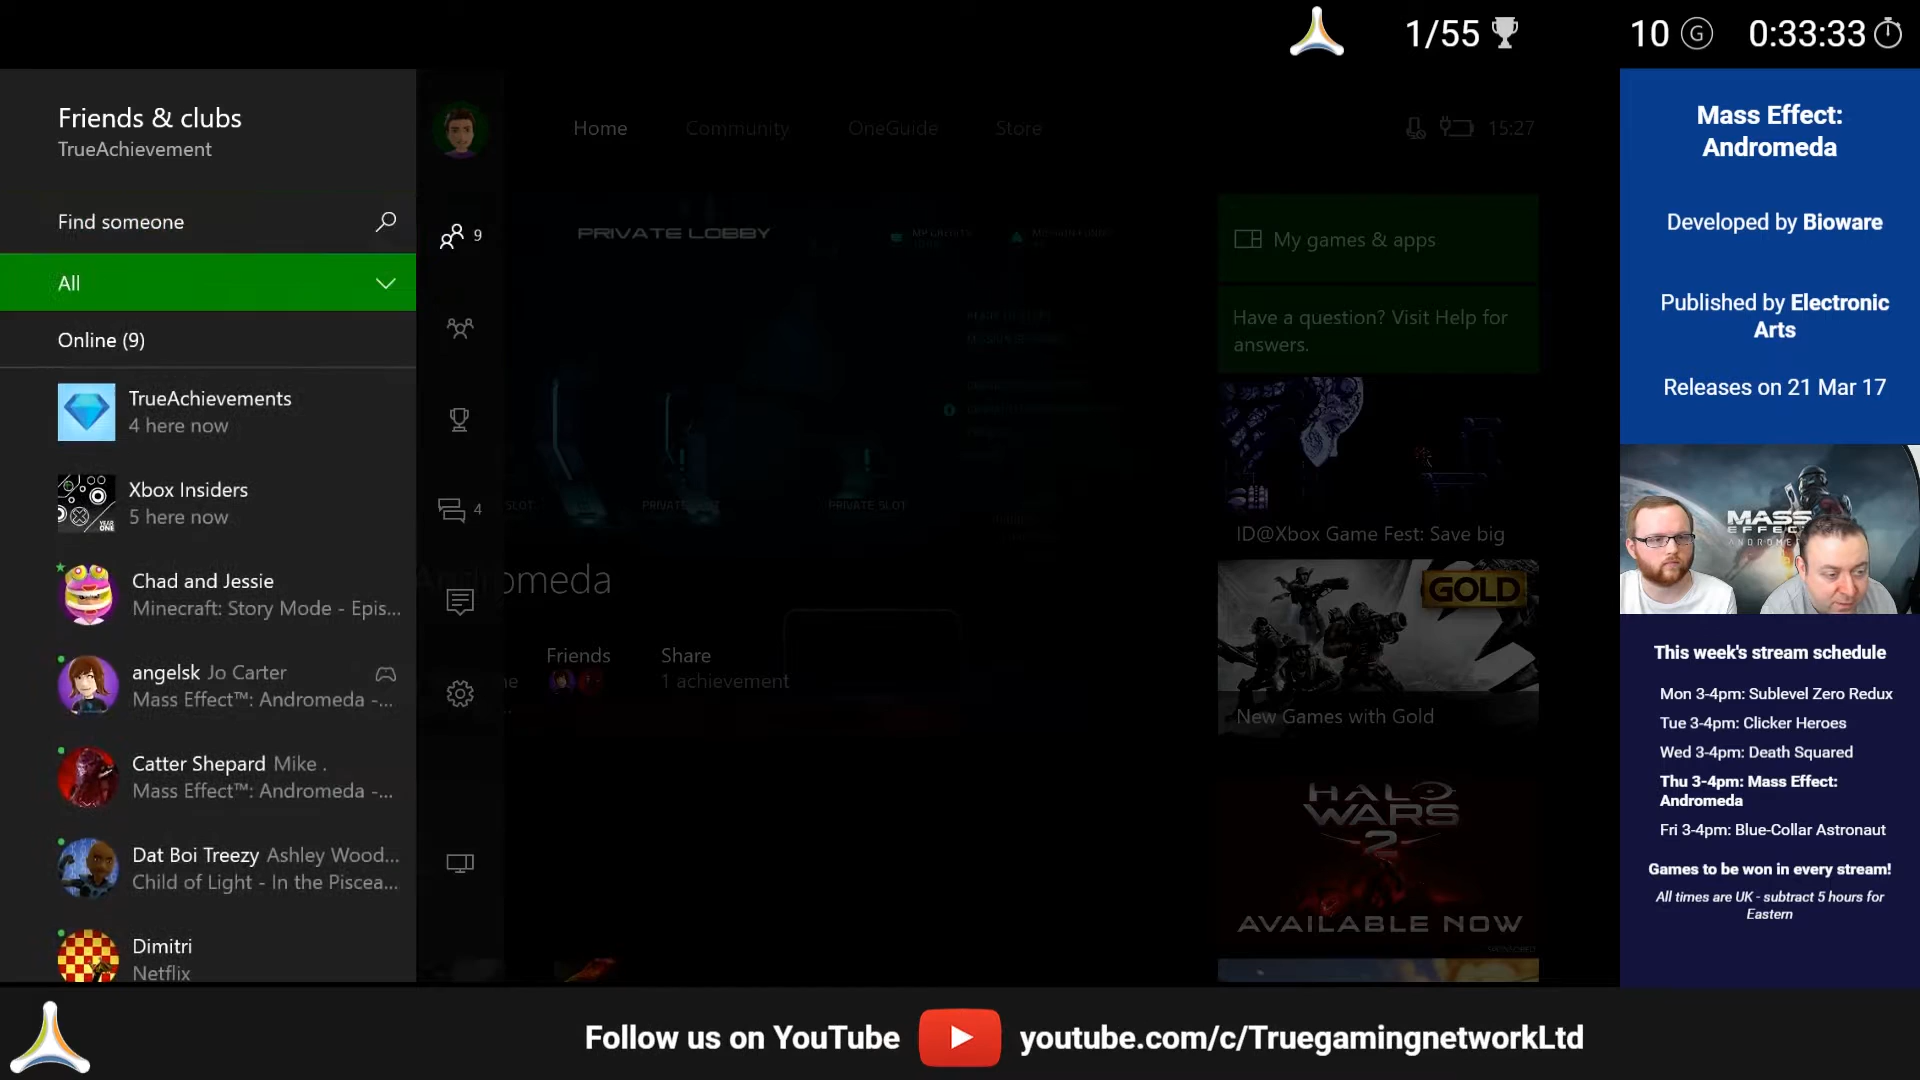 1/55
10 G
0:33:33
Friends & clubs
TrueAchievement
Find someone
All
Online (9)
TrueAchievements
4 here now
Xbox Insiders
5 here now
Chad and Jessie
Minecraft: Story Mode - Epis...
angelsk Jo Carter
Mass Effect™: Andromeda -...
Catter Shepard Mike .
Mass Effect™: Andromeda -...
Dat Boi Treezy Ashley Wood...
Child of Light - In the Piscea...
Dimitri
Netflix
9
4
Home
Community
OneGuide
Store
15:27
PRIVATE LOBBY
PRIVATE SLOT
Andromeda
Friends
Share
1 achievement
My games & apps
Have a question? Visit Help for
answers.
ID@Xbox Game Fest: Save big
GOLD
New Games with Gold
HALO
WARS
2
AVAILABLE NOW
Mass Effect:
Andromeda
Developed by Bioware
Published by Electronic
Arts
Releases on 21 Mar 17
MASS
EFFECT
This week's stream schedule
Mon 3-4pm: Sublevel Zero Redux
Tue 3-4pm: Clicker Heroes
Wed 3-4pm: Death Squared
Thu 3-4pm: Mass Effect:
Andromeda
Fri 3-4pm: Blue-Collar Astronaut
Games to be won in every stream!
All times are UK - subtract 5 hours for
Eastern
Follow us on YouTube
youtube.com/c/TruegamingnetworkLtd